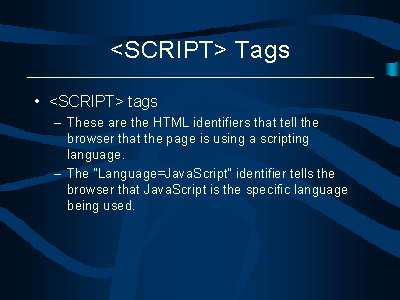 <SCRIPT> Tags
• <SCRIPT> tags
– These are the HTML identifiers that tell the
browser that the page is using a scripting
language.
– The "Language=JavaScript" identifier tells the
browser that JavaScript is the specific language
being used.